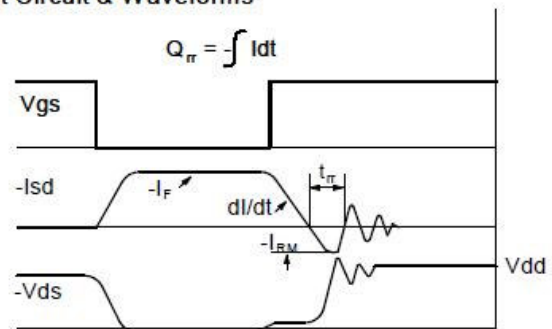 t Circuit & Waveforms
Qrr = -∫ Idt
Vgs
-Isd
-IF
dI/dt
trr
-IRM
Vdd
-Vds